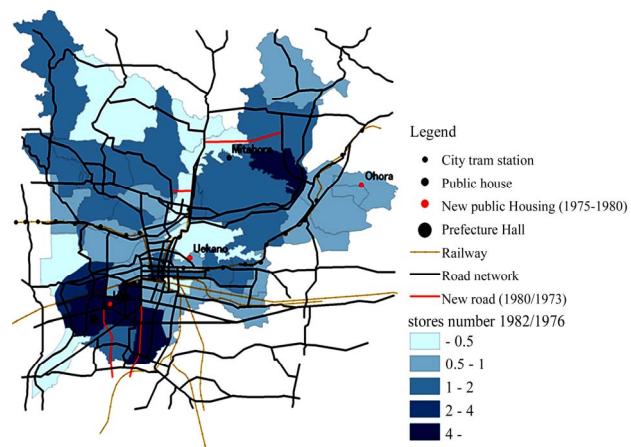 Mitahora
Ohora
Uekano
Legend
City tram station
Public house
New public Housing (1975-1980)
Prefecture Hall
Railway
Road network
New road (1980/1973)
stores number 1982/1976
- 0.5
0.5 - 1
1 - 2
2 - 4
4 -